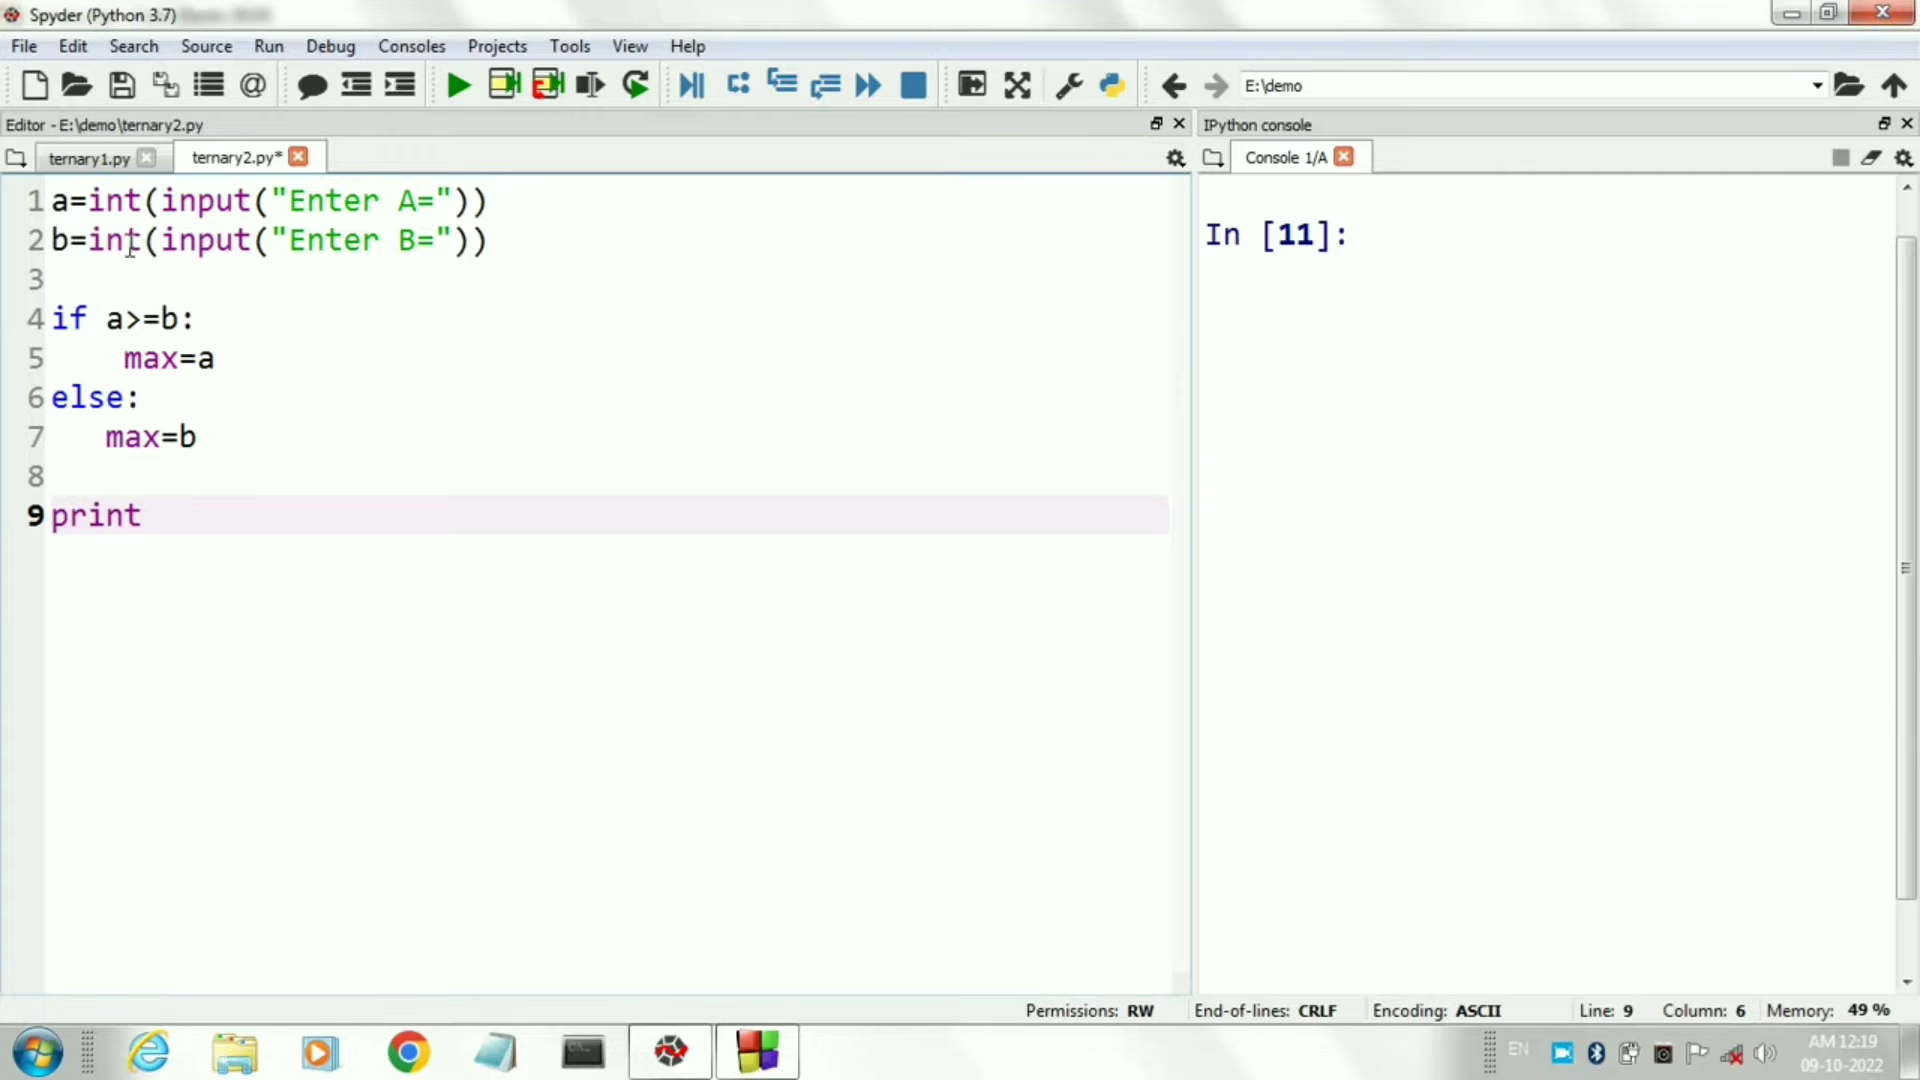 Spyder (Python 3.7)
File Edit Search Source Run Debug Consoles Projects Tools View Help
E:\demo
Editor - E:\demo\ternary2.py
IPython console
ternary1.py ternary2.py*
Console 1/A
1 a=int(input("Enter A="))
2 b=int(input("Enter B="))
3
4 if a>=b:
5 max=a
6 else:
7 max=b
8
9 print
In [11]:
Permissions: RW End-of-lines: CRLF Encoding: ASCII Line: 9 Column: 6 Memory: 49 %
EN
AM 12:19
09-10-2022